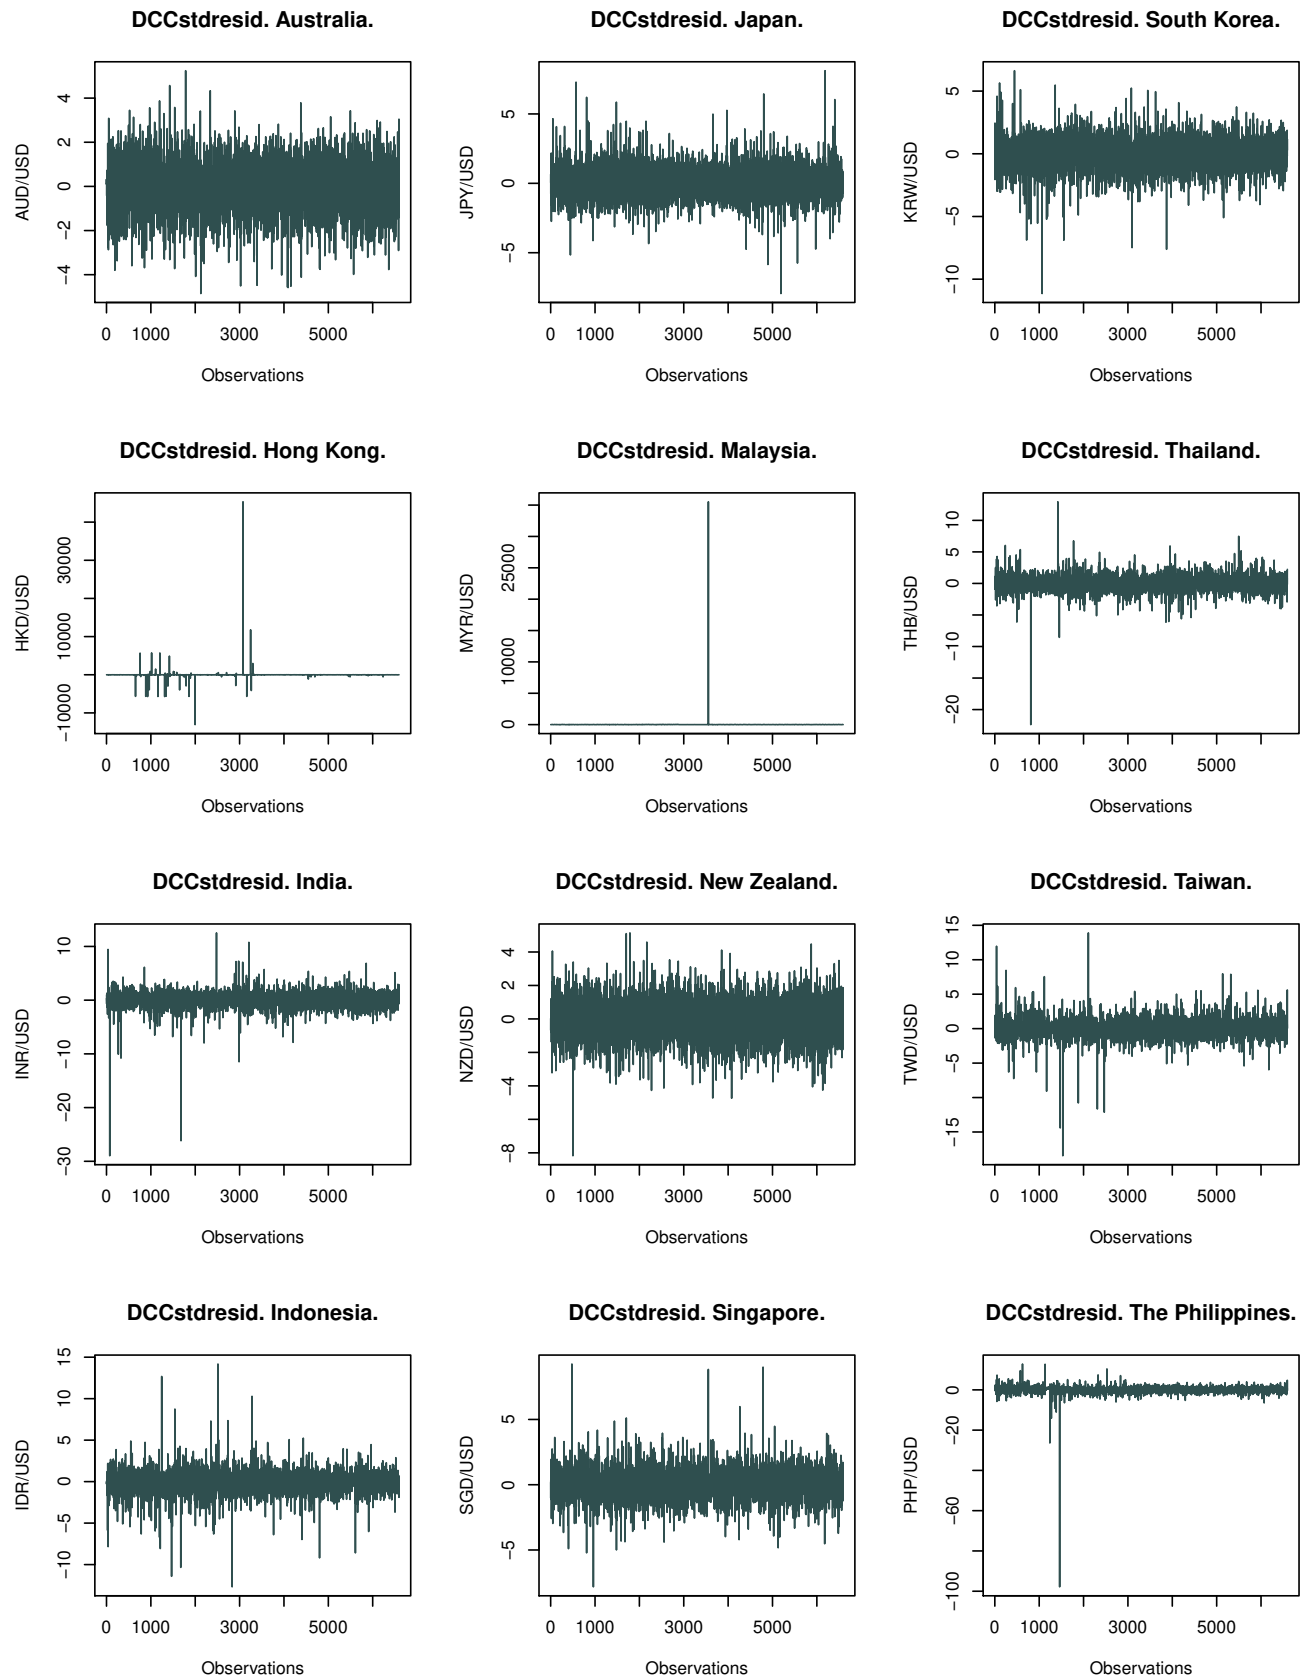 DCCstdresid. Australia. DCCstdresid. Japan. DCCstdresid. South Korea.
AUD/USD
−4 −2 0 2 4
0 1000 3000 5000
Observations
JPY/USD
−5 0 5
0 1000 3000 5000
Observations
KRW/USD
−10 −5 0 5
0 1000 3000 5000
Observations
DCCstdresid. Hong Kong. DCCstdresid. Malaysia. DCCstdresid. Thailand.
HKD/USD
−10000 10000 30000
0 1000 3000 5000
Observations
MYR/USD
0 10000 25000
0 1000 3000 5000
Observations
THB/USD
−20 −10 0 5 10
0 1000 3000 5000
Observations
DCCstdresid. India. DCCstdresid. New Zealand. DCCstdresid. Taiwan.
INR/USD
−30 −20 −10 0 10
0 1000 3000 5000
Observations
NZD/USD
−8 −4 0 2 4
0 1000 3000 5000
Observations
TWD/USD
−15 −5 0 5 10 15
0 1000 3000 5000
Observations
DCCstdresid. Indonesia. DCCstdresid. Singapore. DCCstdresid. The Philippines.
IDR/USD
−10 −5 0 5 10 15
0 1000 3000 5000
Observations
SGD/USD
−5 0 5
0 1000 3000 5000
Observations
PHP/USD
−100 −60 −20 0
0 1000 3000 5000
Observations